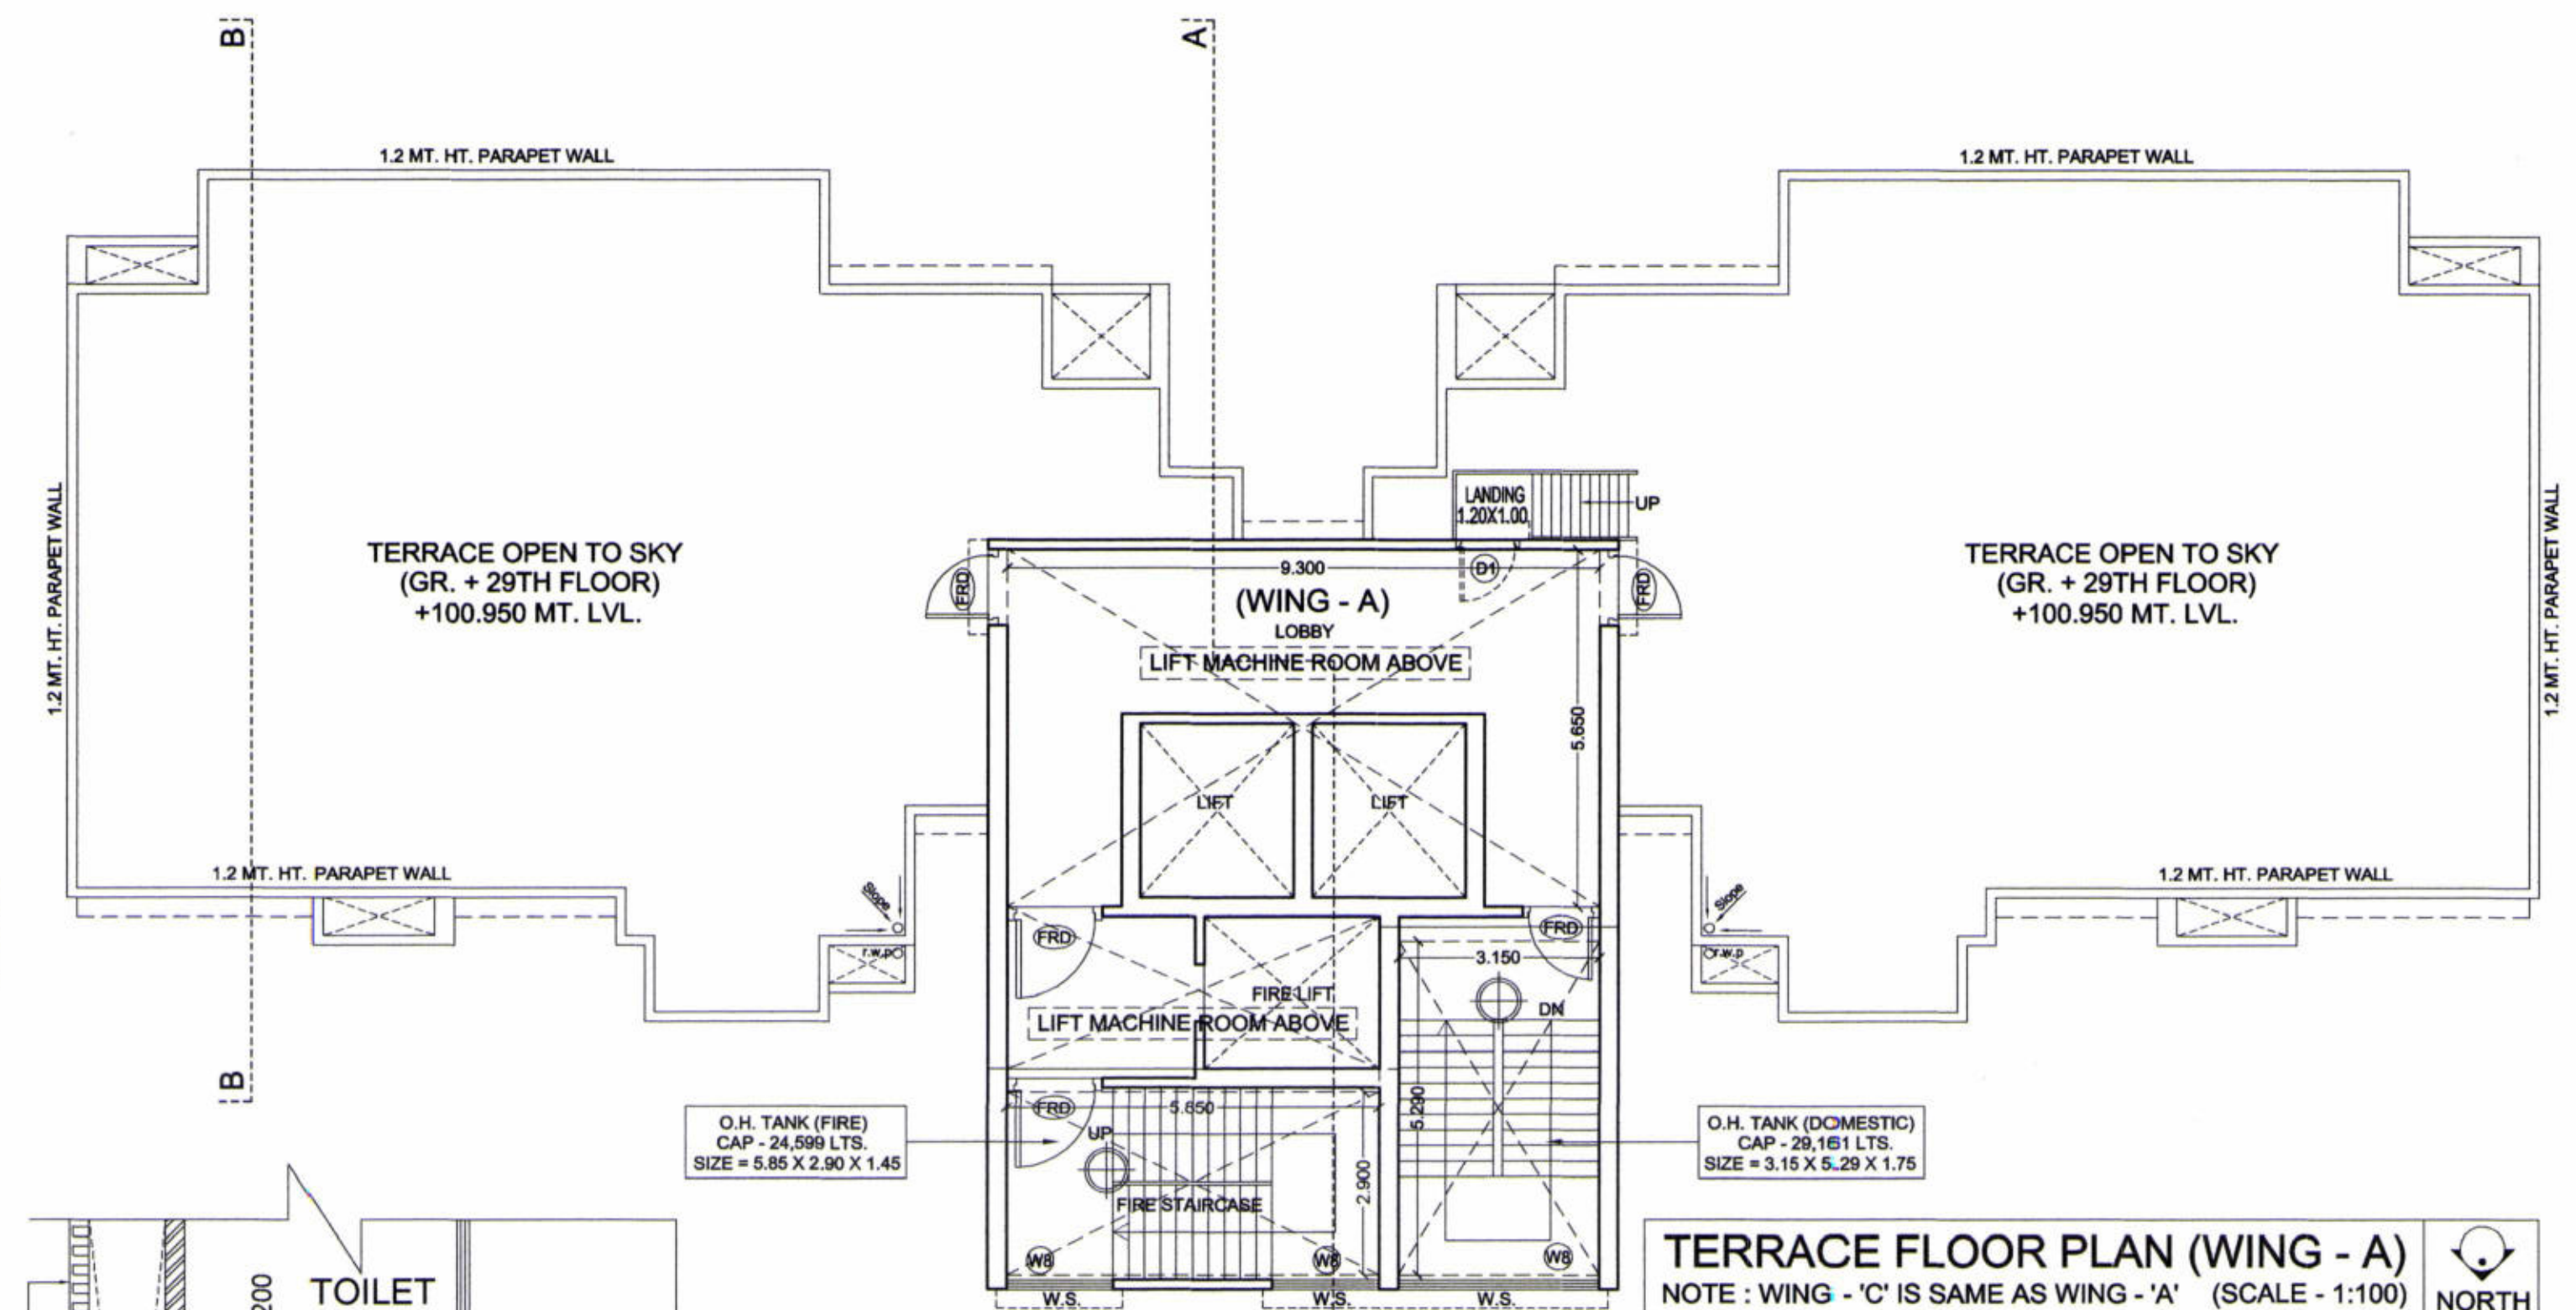 B
A
1.2 MT. HT. PARAPET WALL
1.2 MT. HT. PARAPET WALL
1.2 MT. HT. PARAPET WALL
TERRACE OPEN TO SKY
(GR. + 29TH FLOOR)
+100.950 MT. LVL.
LANDING
1.20X1.00
UP
TERRACE OPEN TO SKY
(GR. + 29TH FLOOR)
+100.950 MT. LVL.
1.2 MT. HT. PARAPET WALL
FRD
9.300
D1
FRD
(WING - A)
LOBBY
LIFT MACHINE ROOM ABOVE
5.650
LIFT
LIFT
1.2 MT. HT. PARAPET WALL
Slope
r.w.p
Slope
r.w.p
1.2 MT. HT. PARAPET WALL
FRD
FRD
3.150
FIRE LIFT
DN
LIFT MACHINE ROOM ABOVE
B
O.H. TANK (FIRE)
CAP - 24,599 LTS.
SIZE = 5.85 X 2.90 X 1.45
FRD
5.850
UP
5.290
2.900
FIRE STAIRCASE
O.H. TANK (DOMESTIC)
CAP - 29,161 LTS.
SIZE = 3.15 X 5.29 X 1.75
W8
W8
W8
W.S.
W.S.
W.S.
TOILET
200
TERRACE FLOOR PLAN (WING - A)
NOTE : WING - 'C' IS SAME AS WING - 'A' (SCALE - 1:100)
NORTH